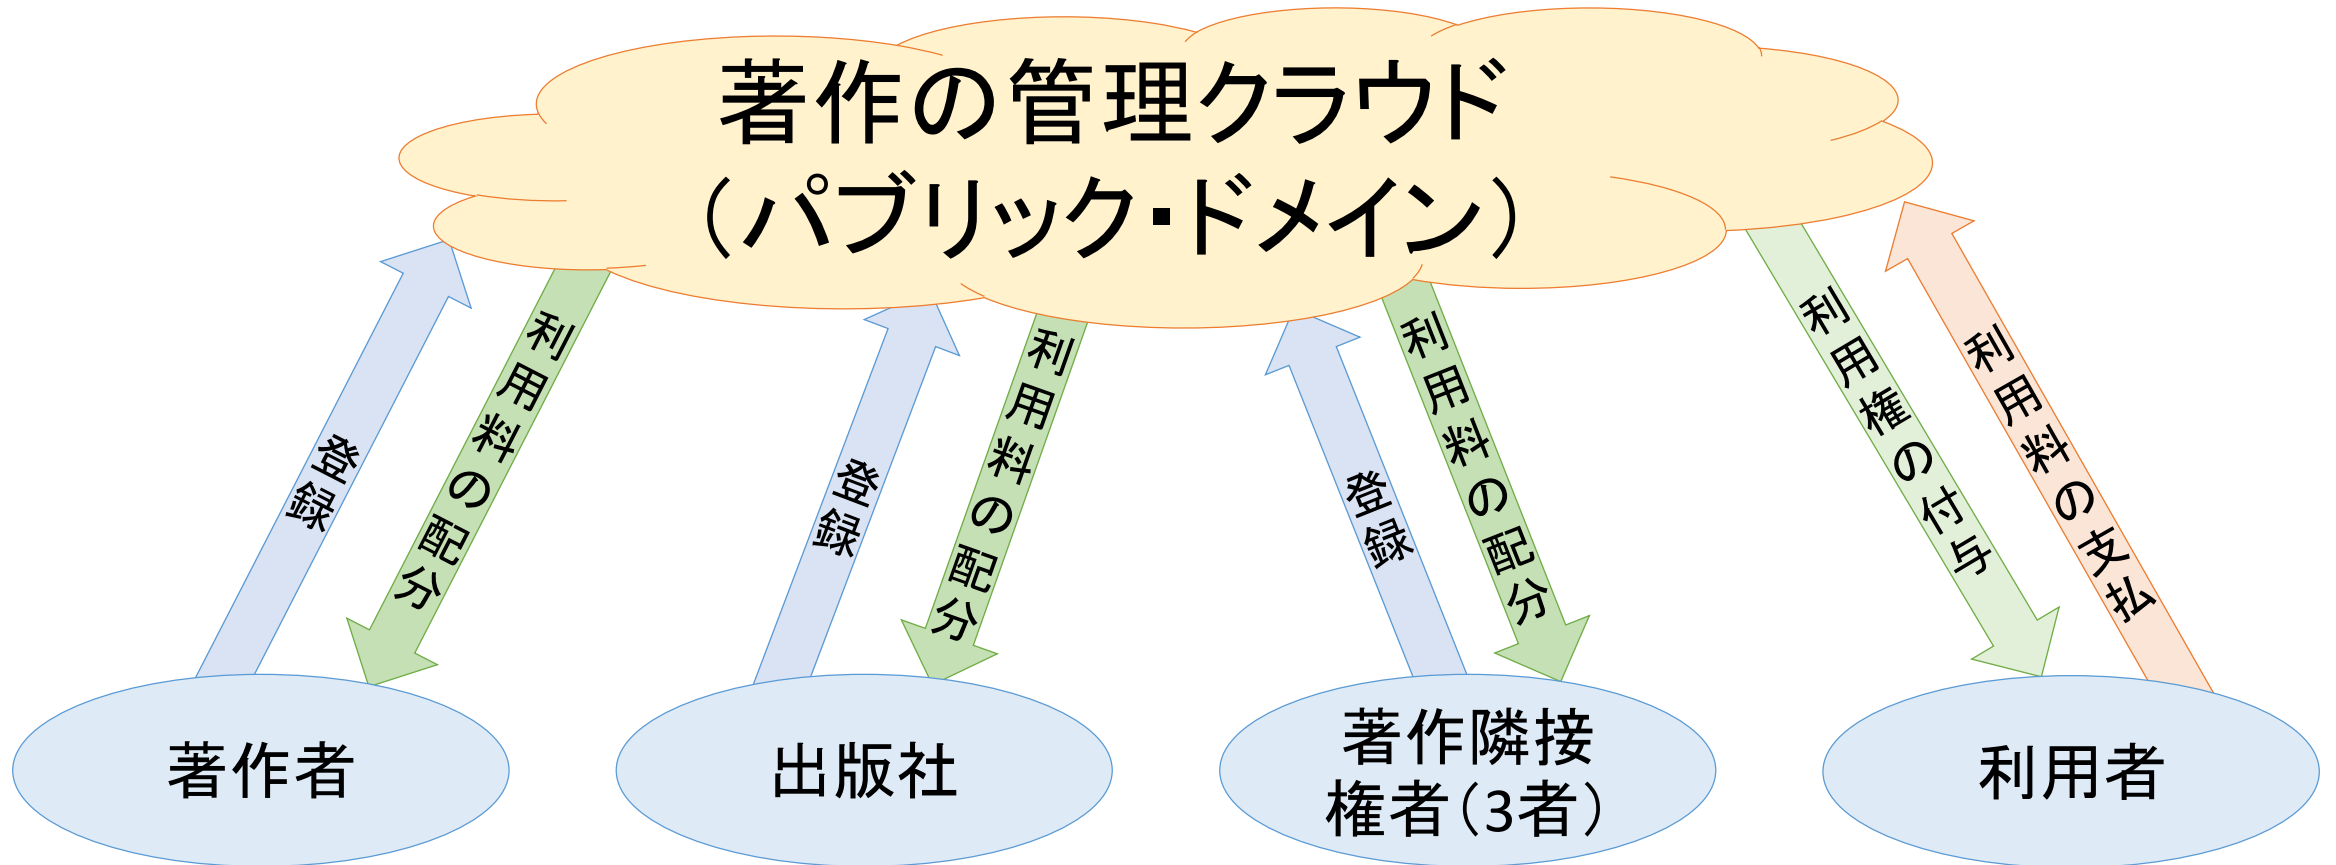 著作の管理クラウド
（パブリック・ドメイン）
登録
利用料の配分
登録
利用料の配分
登録
利用料の配分
利用権の付与
利用料の支払
著作者
出版社
著作隣接
権者（3者）
利用者